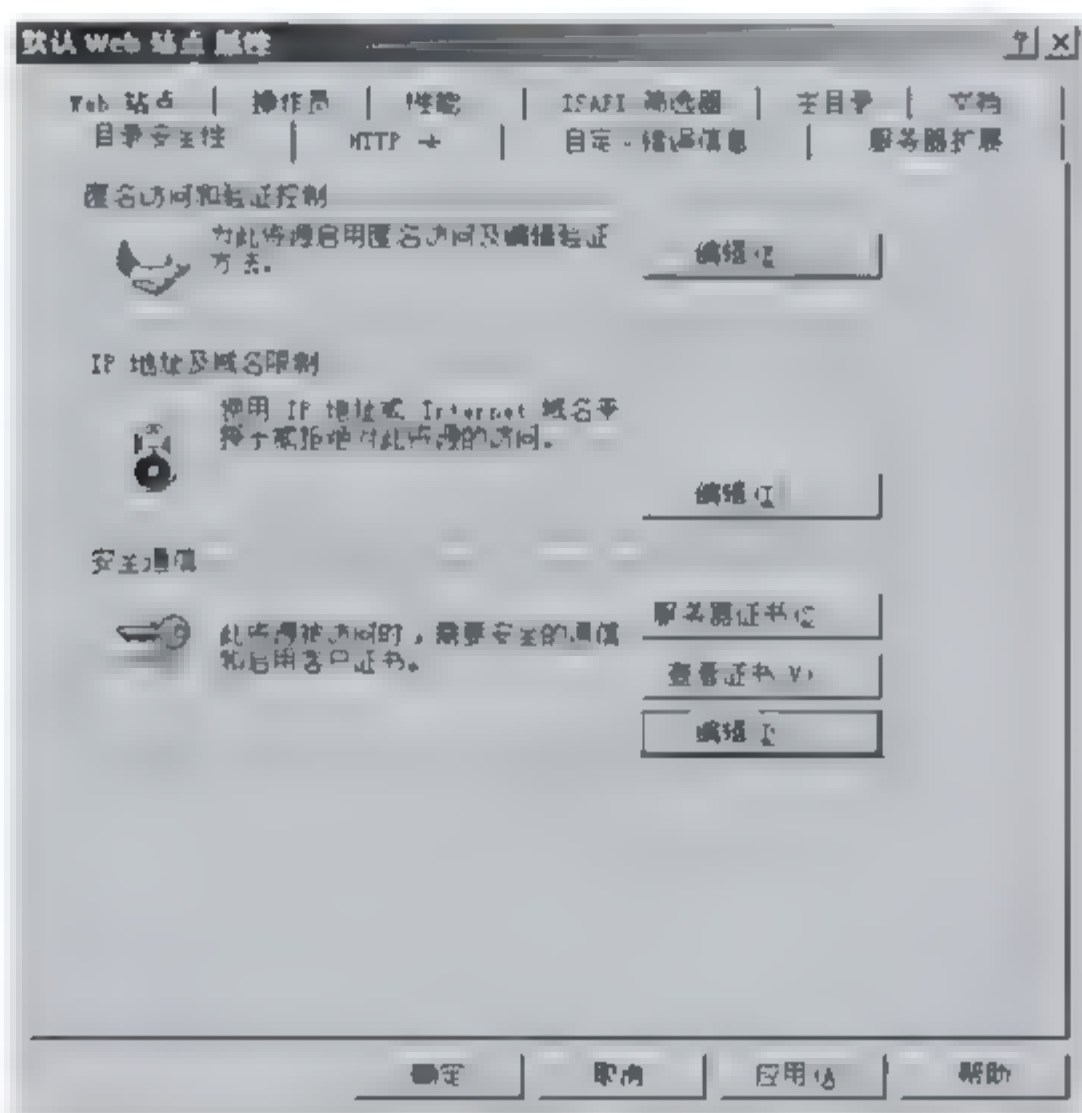 默认 Web 站点 属性
Web 站点 操作员 性能 ISAPI 筛选器 主目录 文档
目录安全性 HTTP 头 自定义错误信息 服务器扩展
匿名访问和验证控制
为此资源启用匿名访问及编辑验证
方法。
编辑(E
IP 地址及域名限制
使用 IP 地址或 Internet 域名来
授予或拒绝对此资源的访问。
编辑(I
安全通信
此资源被访问时，需要安全的通信
和启用客户证书。
服务器证书(S
查看证书(V)
编辑(D
确定 取消 应用(A 帮助